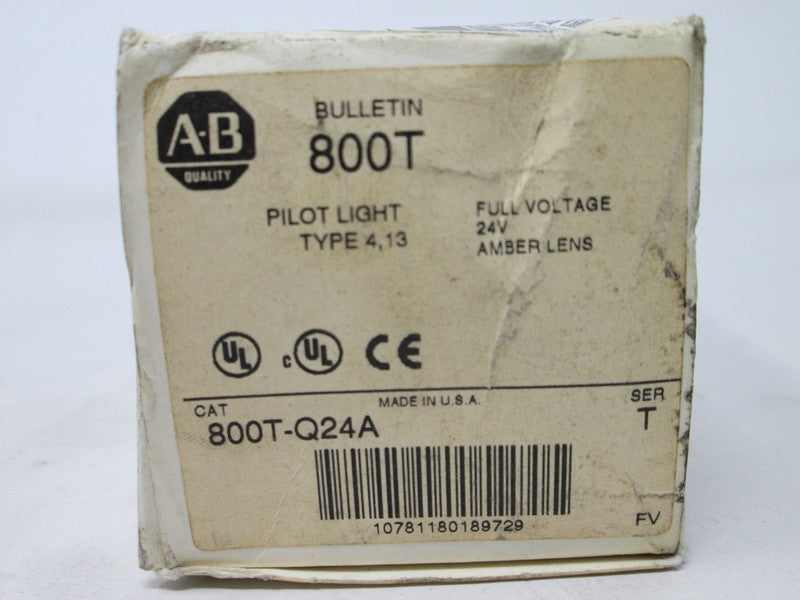 A-B
QUALITY
BULLETIN
800T
PILOT LIGHT
TYPE 4,13
FULL VOLTAGE
24V
AMBER LENS
UL
c UL CE
MADE IN U.S.A.
CAT
800T-Q24A
SER
T
10781180189729
FV